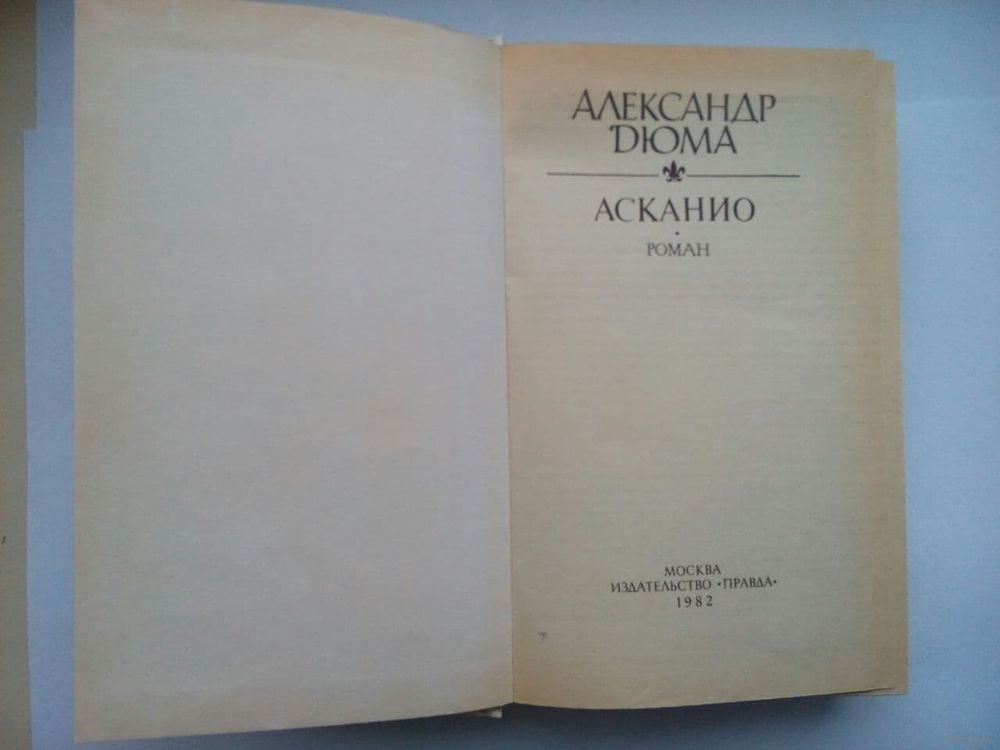 АЛЕКСАНДР
ДЮМА
АСКАНИО
РОМАН
МОСКВА
ИЗДАТЕЛЬСТВО «ПРАВДА»
1982